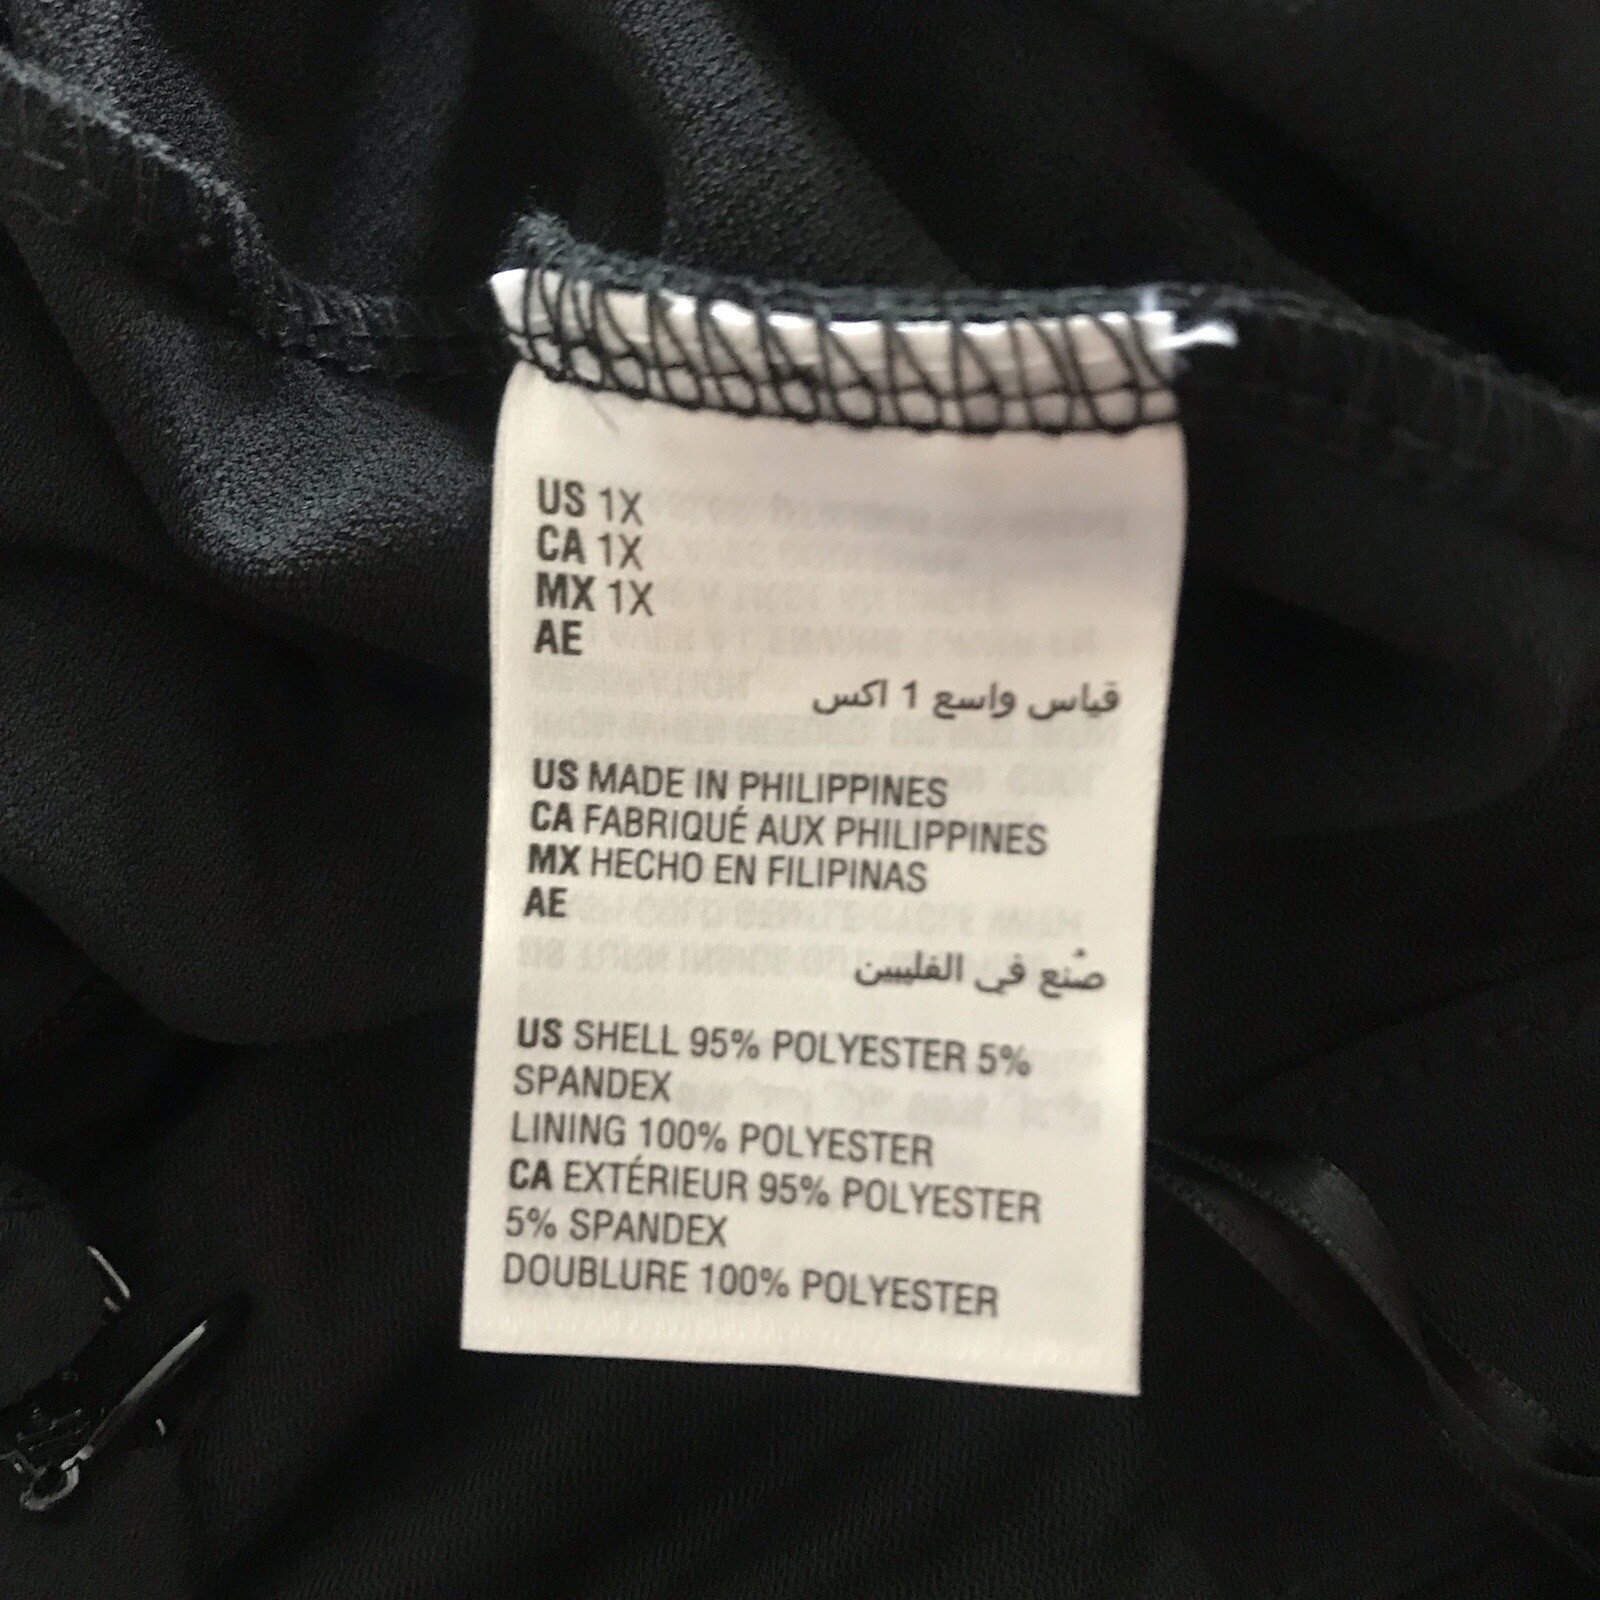 US 1X
CA 1X
MX 1X
AE
قياس واسع 1 اكس
US MADE IN PHILIPPINES
CA FABRIQUÉ AUX PHILIPPINES
MX HECHO EN FILIPINAS
AE
صُنع في الفلبين
US SHELL 95% POLYESTER 5%
SPANDEX
LINING 100% POLYESTER
CA EXTÉRIEUR 95% POLYESTER
5% SPANDEX
DOUBLURE 100% POLYESTER